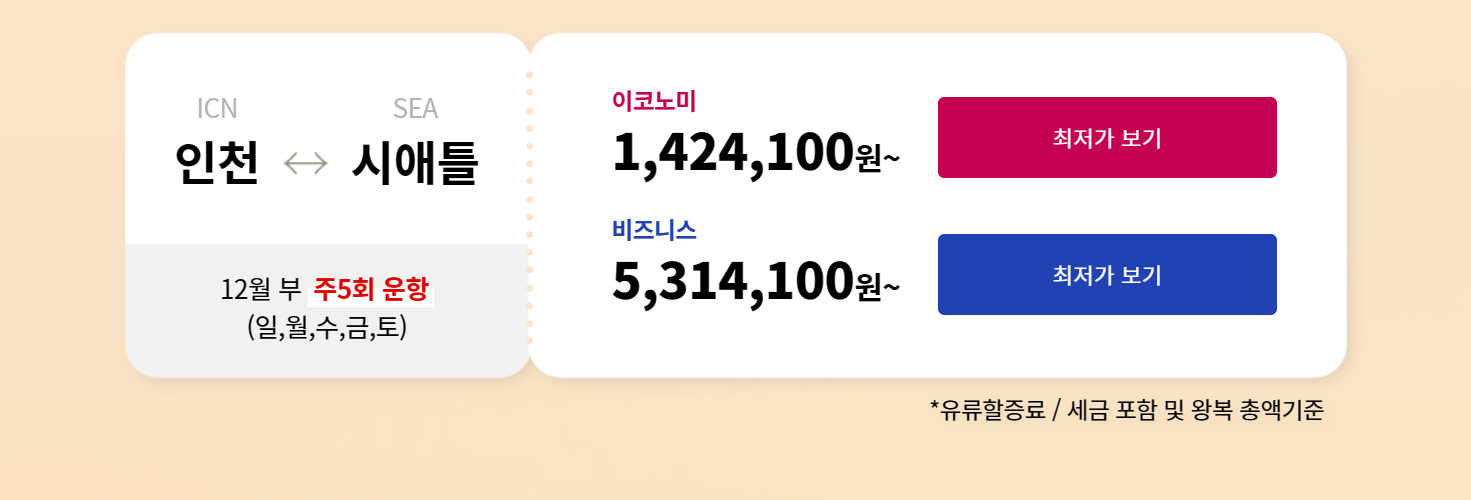 ICN
SEA
인천 ↔ 시애틀
12월 부 주5회 운항
(일,월,수,금,토)
이코노미
1,424,100원~
최저가 보기
비즈니스
5,314,100원~
최저가 보기
*유류할증료 / 세금 포함 및 왕복 총액기준